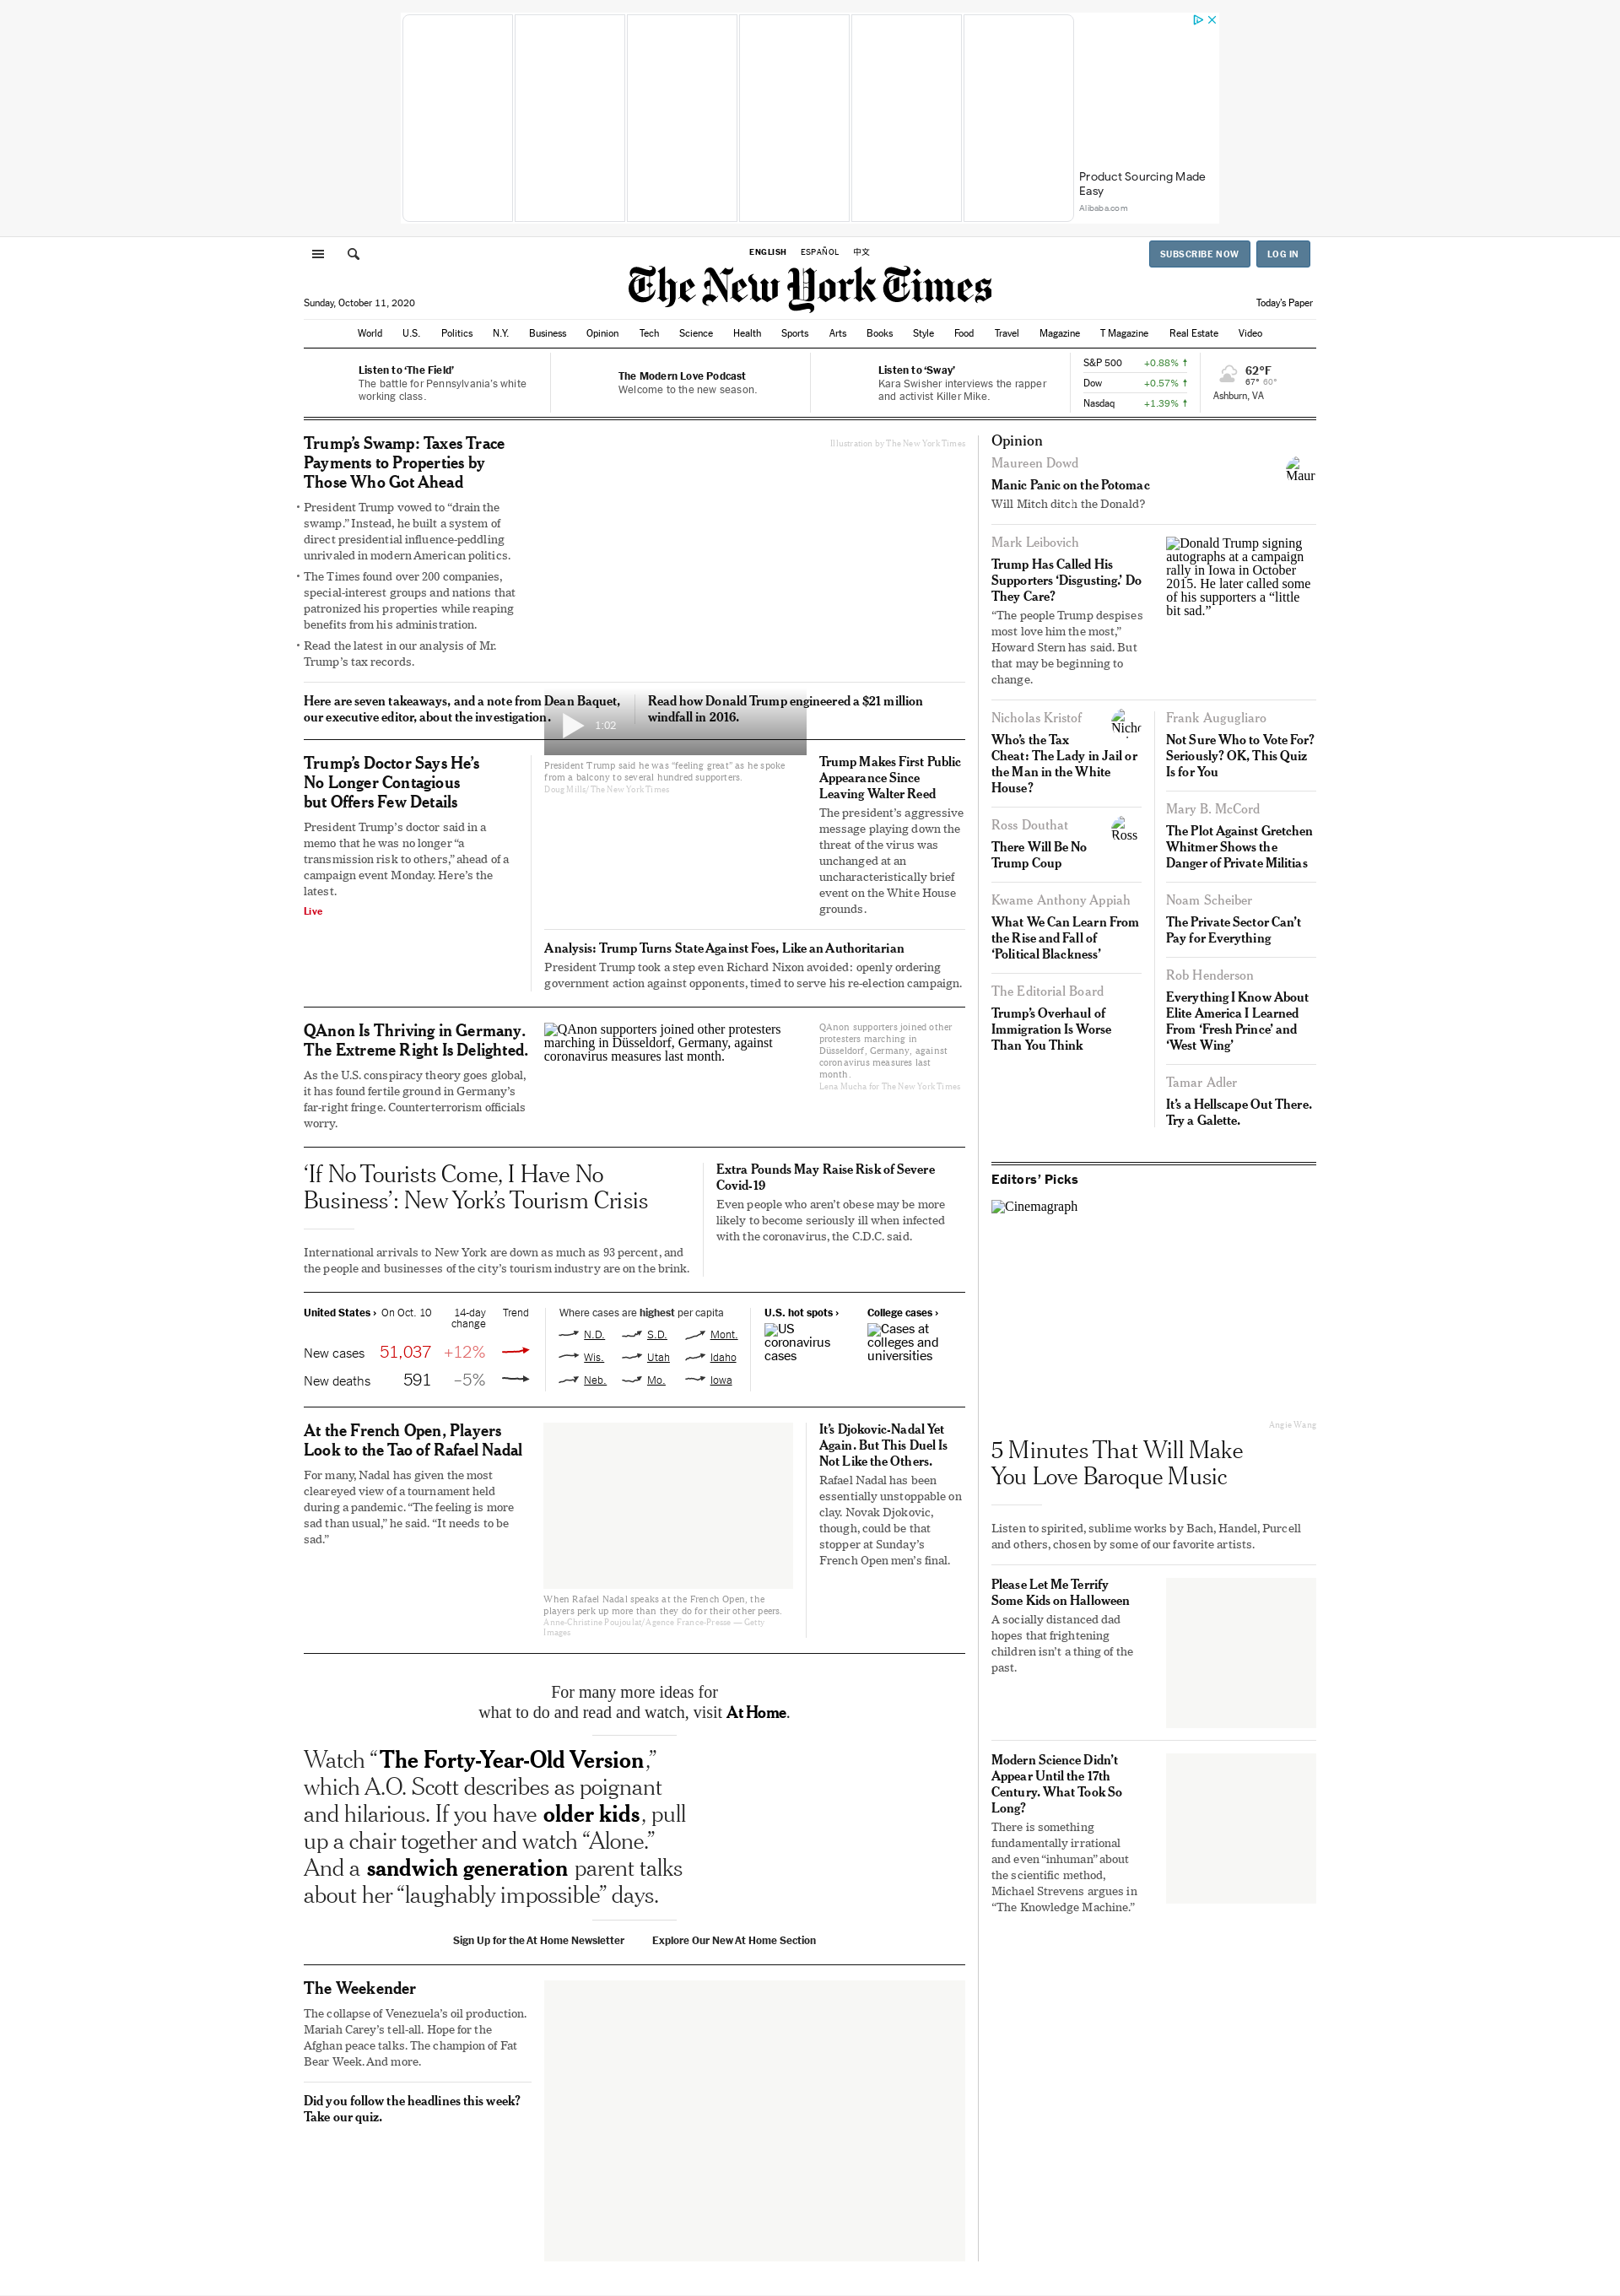 Product Sourcing Made
Easy
Alibaba.com
ENGLISH ESPAÑOL 中文
SUBSCRIBE NOW LOG IN
The New York Times
Sunday, October 11, 2020
Today's Paper
World U.S. Politics N.Y. Business Opinion Tech Science Health Sports Arts Books Style Food Travel Magazine T Magazine Real Estate Video
Listen to ‘The Field’
The battle for Pennsylvania’s white
working class.
The Modern Love Podcast
Welcome to the new season.
Listen to ‘Sway’
Kara Swisher interviews the rapper
and activist Killer Mike.
S&P 500 +0.88% ↑
Dow +0.57% ↑
Nasdaq +1.39% ↑
62°F
67° 60°
Ashburn, VA
Trump’s Swamp: Taxes Trace
Payments to Properties by
Those Who Got Ahead
• President Trump vowed to “drain the
swamp.” Instead, he built a system of
direct presidential influence-peddling
unrivaled in modern American politics.
• The Times found over 200 companies,
special-interest groups and nations that
patronized his properties while reaping
benefits from his administration.
• Read the latest in our analysis of Mr.
Trump’s tax records.
Illustration by The New York Times
Here are seven takeaways, and a note from Dean Baquet,
our executive editor, about the investigation.
Read how Donald Trump engineered a $21 million
windfall in 2016.
1:02
Trump’s Doctor Says He’s
No Longer Contagious
but Offers Few Details
President Trump’s doctor said in a
memo that he was no longer “a
transmission risk to others,” ahead of a
campaign event Monday. Here’s the
latest.
Live
President Trump said he was “feeling great” as he spoke
from a balcony to several hundred supporters.
Doug Mills/The New York Times
Trump Makes First Public
Appearance Since
Leaving Walter Reed
The president’s aggressive
message playing down the
threat of the virus was
unchanged at an
uncharacteristically brief
event on the White House
grounds.
Analysis: Trump Turns State Against Foes, Like an Authoritarian
President Trump took a step even Richard Nixon avoided: openly ordering
government action against opponents, timed to serve his re-election campaign.
QAnon Is Thriving in Germany.
The Extreme Right Is Delighted.
As the U.S. conspiracy theory goes global,
it has found fertile ground in Germany’s
far-right fringe. Counterterrorism officials
worry.
QAnon supporters joined other protesters
marching in Düsseldorf, Germany, against
coronavirus measures last month.
QAnon supporters joined other
protesters marching in
Düsseldorf, Germany, against
coronavirus measures last
month.
Lena Mucha for The New York Times
‘If No Tourists Come, I Have No
Business’: New York’s Tourism Crisis
International arrivals to New York are down as much as 93 percent, and
the people and businesses of the city’s tourism industry are on the brink.
Extra Pounds May Raise Risk of Severe
Covid-19
Even people who aren’t obese may be more
likely to become seriously ill when infected
with the coronavirus, the C.D.C. said.
United States › On Oct. 10 14-day Trend
change
New cases 51,037 +12%
New deaths 591 –5%
Where cases are highest per capita
N.D. S.D. Mont.
Wis. Utah Idaho
Neb. Mo. Iowa
U.S. hot spots ›
US
coronavirus
cases
College cases ›
Cases at
colleges and
universities
At the French Open, Players
Look to the Tao of Rafael Nadal
For many, Nadal has given the most
cleareyed view of a tournament held
during a pandemic. “The feeling is more
sad than usual,” he said. “It needs to be
sad.”
When Rafael Nadal speaks at the French Open, the
players perk up more than they do for their other peers.
Anne-Christine Poujoulat/Agence France-Presse — Getty
Images
It’s Djokovic-Nadal Yet
Again. But This Duel Is
Not Like the Others.
Rafael Nadal has been
essentially unstoppable on
clay. Novak Djokovic,
though, could be that
stopper at Sunday’s
French Open men’s final.
For many more ideas for
what to do and read and watch, visit At Home.
Watch “The Forty-Year-Old Version,”
which A.O. Scott describes as poignant
and hilarious. If you have older kids, pull
up a chair together and watch “Alone.”
And a sandwich generation parent talks
about her “laughably impossible” days.
Sign Up for the At Home Newsletter Explore Our New At Home Section
The Weekender
The collapse of Venezuela’s oil production.
Mariah Carey’s tell-all. Hope for the
Afghan peace talks. The champion of Fat
Bear Week. And more.
Did you follow the headlines this week?
Take our quiz.
Opinion
Maureen Dowd
Manic Panic on the Potomac
Will Mitch ditch the Donald?
Maur
Mark Leibovich
Trump Has Called His
Supporters ‘Disgusting.’ Do
They Care?
“The people Trump despises
most love him the most,”
Howard Stern has said. But
that may be beginning to
change.
Donald Trump signing
autographs at a campaign
rally in Iowa in October
2015. He later called some
of his supporters a “little
bit sad.”
Nicholas Kristof
Who’s the Tax
Cheat: The Lady in Jail or
the Man in the White
House?
Nicho
Ross Douthat
There Will Be No
Trump Coup
Ross
Kwame Anthony Appiah
What We Can Learn From
the Rise and Fall of
‘Political Blackness’
The Editorial Board
Trump’s Overhaul of
Immigration Is Worse
Than You Think
Frank Augugliaro
Not Sure Who to Vote For?
Seriously? OK, This Quiz
Is for You
Mary B. McCord
The Plot Against Gretchen
Whitmer Shows the
Danger of Private Militias
Noam Scheiber
The Private Sector Can’t
Pay for Everything
Rob Henderson
Everything I Know About
Elite America I Learned
From ‘Fresh Prince’ and
‘West Wing’
Tamar Adler
It’s a Hellscape Out There.
Try a Galette.
Editors’ Picks
Cinemagraph
Angie Wang
5 Minutes That Will Make
You Love Baroque Music
Listen to spirited, sublime works by Bach, Handel, Purcell
and others, chosen by some of our favorite artists.
Please Let Me Terrify
Some Kids on Halloween
A socially distanced dad
hopes that frightening
children isn’t a thing of the
past.
Modern Science Didn’t
Appear Until the 17th
Century. What Took So
Long?
There is something
fundamentally irrational
and even “inhuman” about
the scientific method,
Michael Strevens argues in
“The Knowledge Machine.”